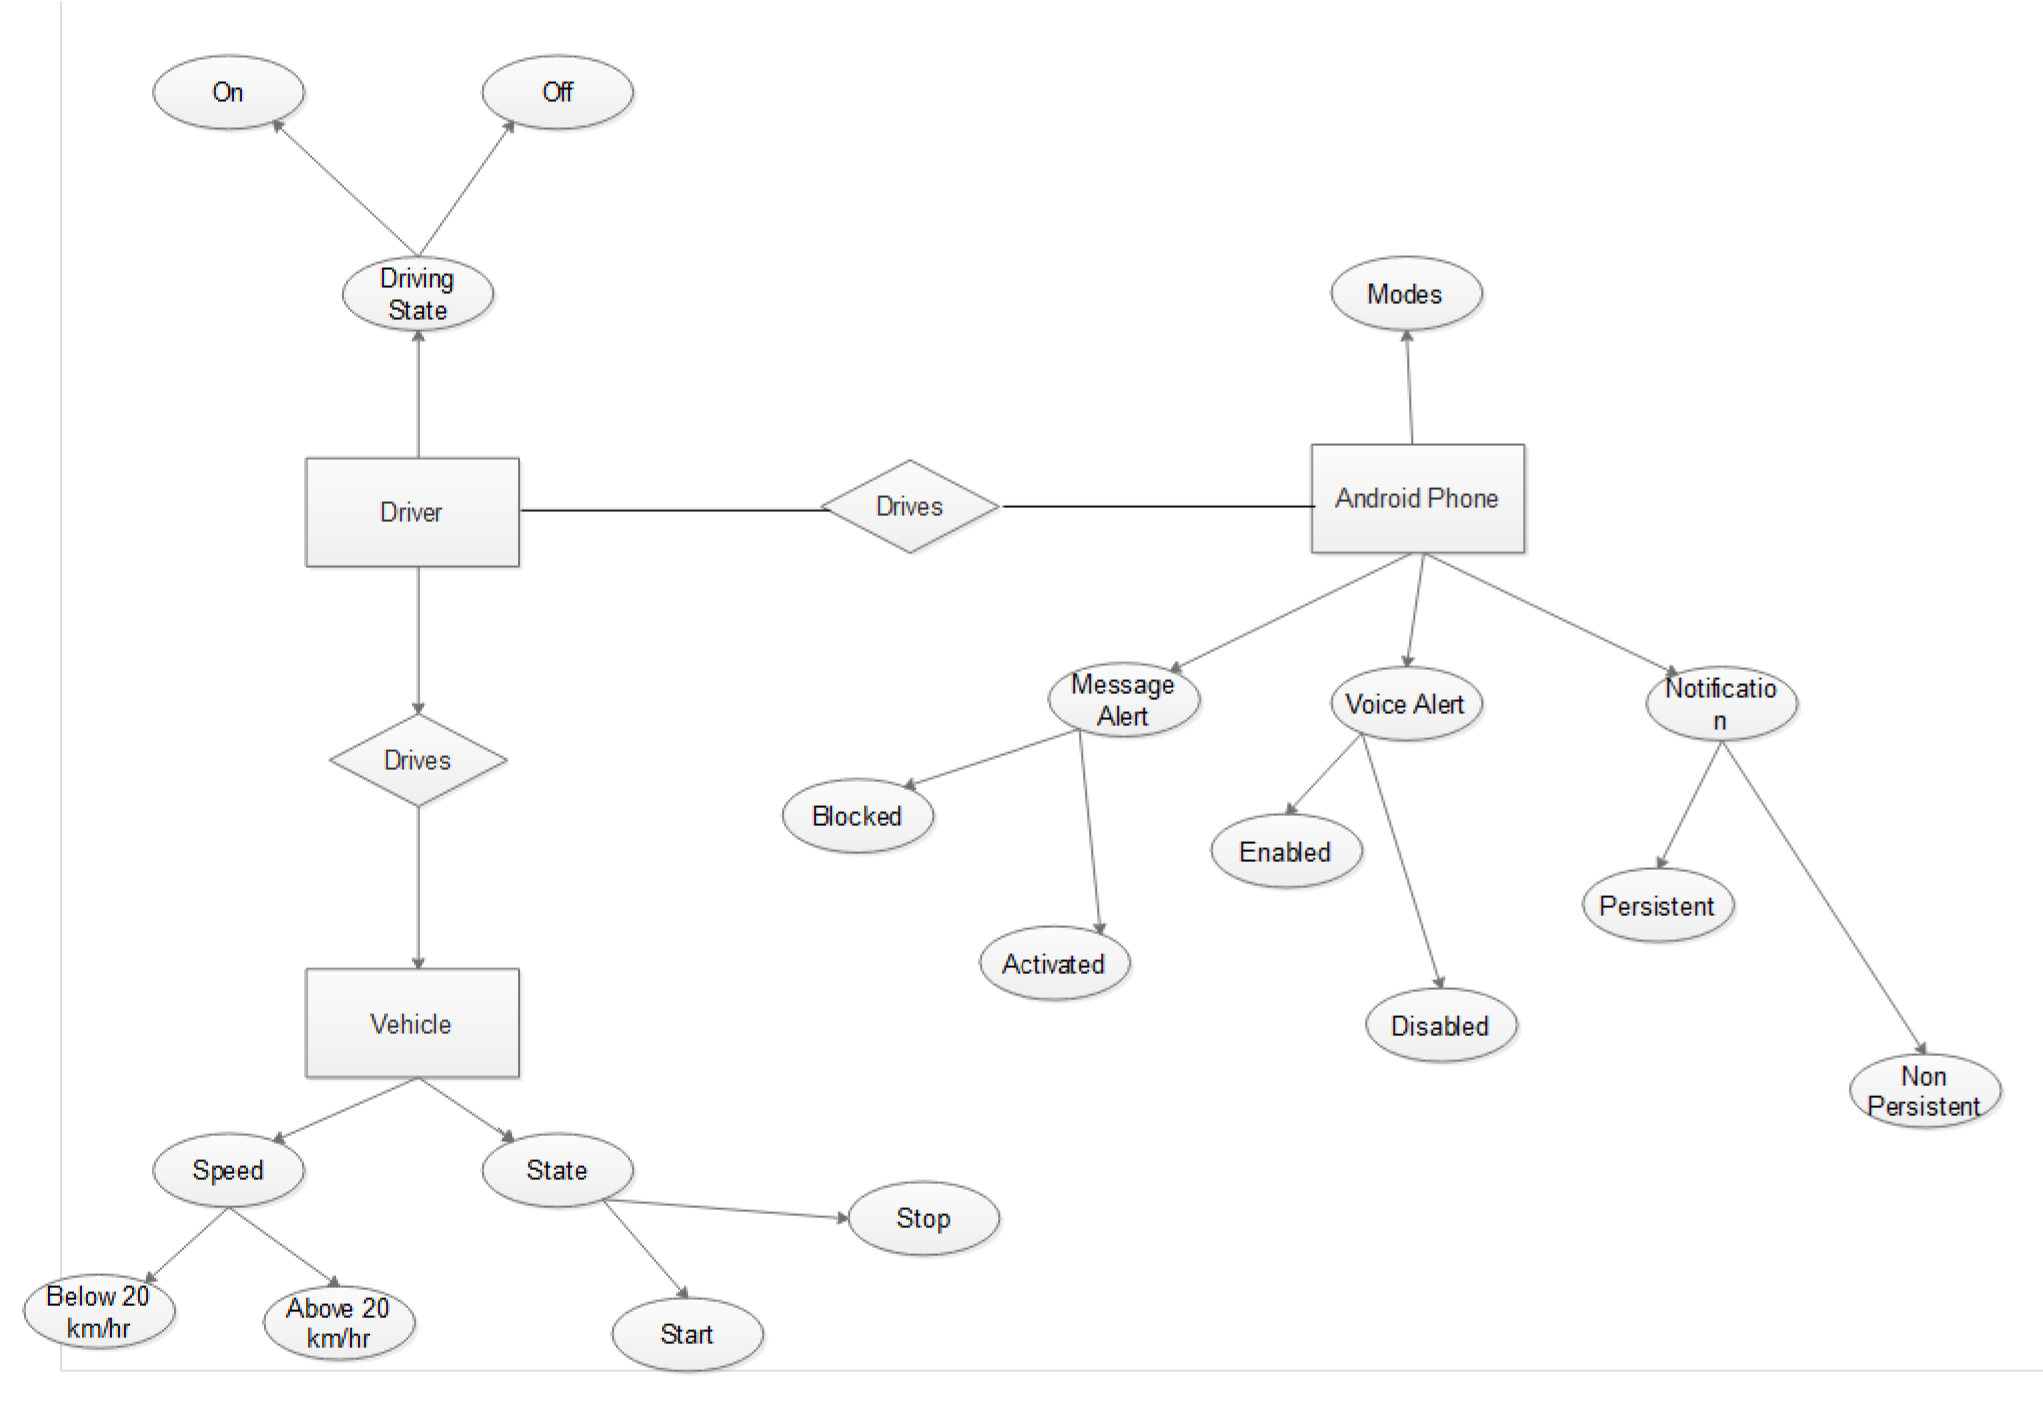 On
Off
Driving
State
Modes
Driver
Drives
Android Phone
Message
Alert
Voice Alert
Notificatio
n
Drives
Blocked
Enabled
Persistent
Activated
Vehicle
Disabled
Non
Persistent
Speed
State
Stop
Below 20
km/hr
Above 20
km/hr
Start